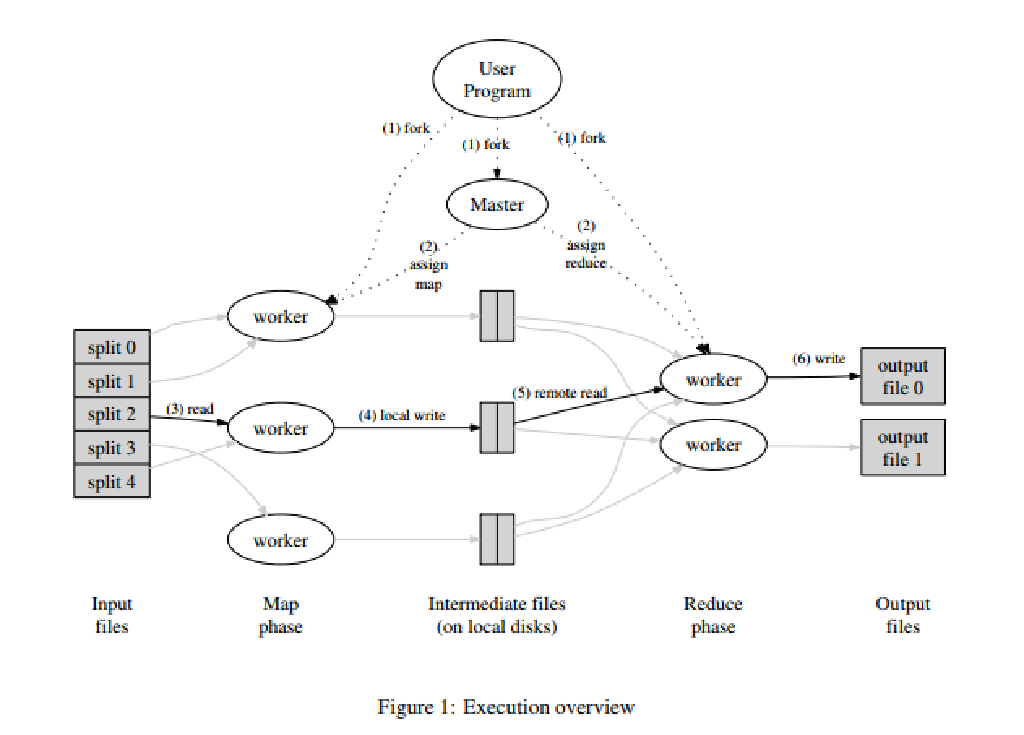 User
Program
(1) fork
(1) fork
(1) fork
Master
(2)
assign
map
(2)
assign
reduce
worker
split 0
split 1
split 2
split 3
split 4
(3) read
worker
(4) local write
(5) remote read
worker
worker
(6) write
output
file 0
output
file 1
worker
Input
files
Map
phase
Intermediate files
(on local disks)
Reduce
phase
Output
files
Figure 1: Execution overview